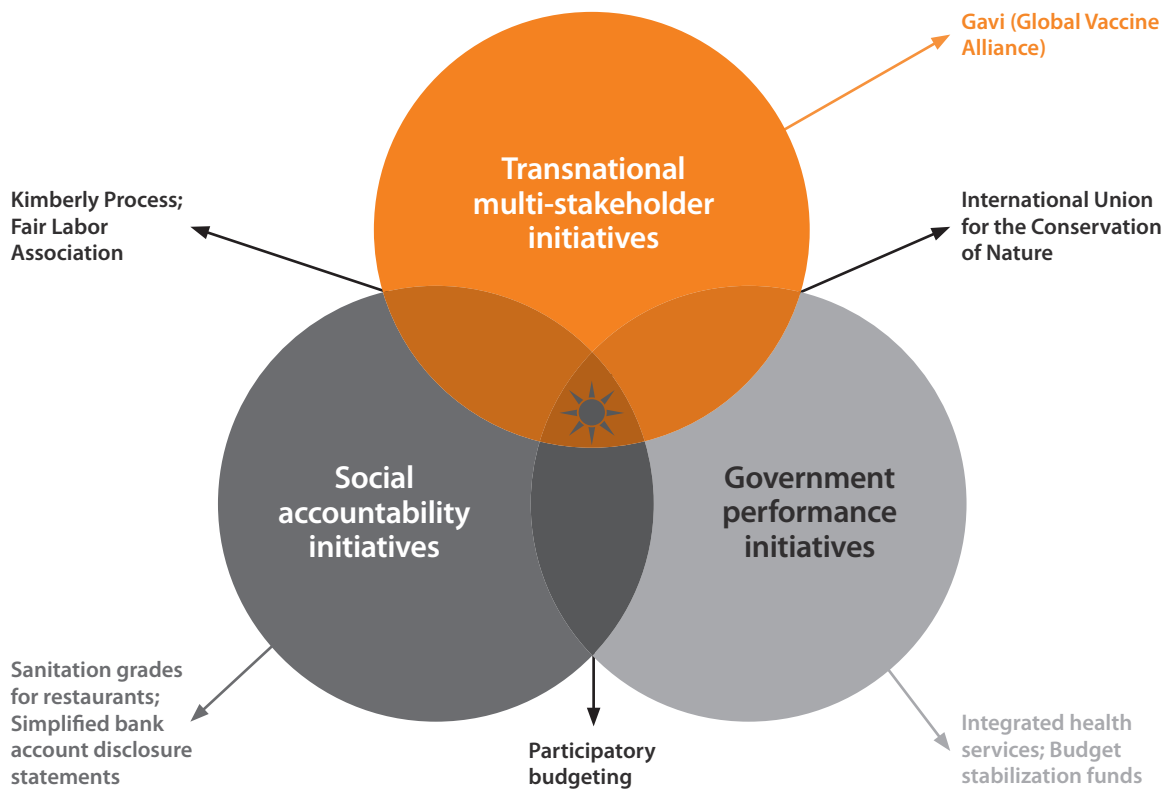 Gavi (Global Vaccine
Alliance)
Transnational
multi-stakeholder
initiatives
Kimberly Process;
Fair Labor
Association
International Union
for the Conservation
of Nature
Social
accountability
initiatives
Government
performance
initiatives
Sanitation grades
for restaurants;
Simplified bank
account disclosure
statements
Participatory
budgeting
Integrated health
services; Budget
stabilization funds